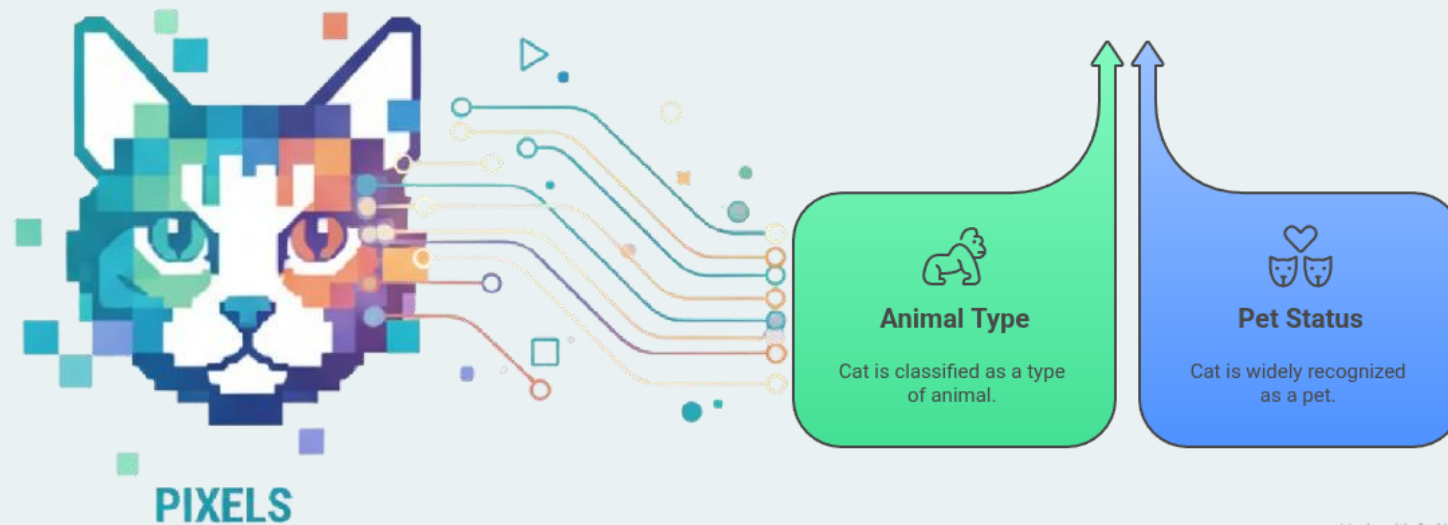 Animal Type
Cat is classified as a type
of animal.
Pet Status
Cat is widely recognized
as a pet.
PIXELS